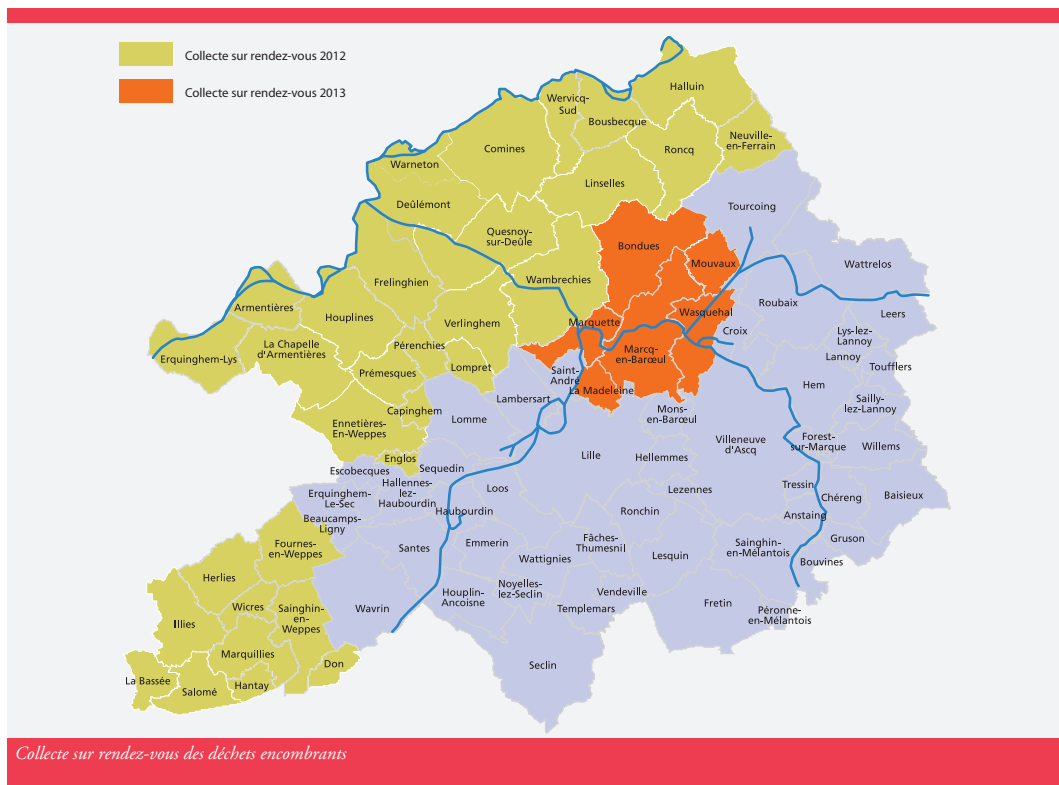 Collecte sur rendez-vous 2012
Collecte sur rendez-vous 2013
Halluin
Wervicq-
Sud
Bousbecque
Neuville-
en-Ferrain
Comines
Roncq
Warneton
Linselles
Deûlémont
Tourcoing
Quesnoy-
sur-Deûle
Bondues
Mouvaux
Wattrelos
Frelinghien
Wambrechies
Roubaix
Armentières
Houplines
Verlinghem
Marquette
Wasquehal
Leers
Croix
Lys-lez-
Lannoy
La Chapelle
d'Armentières
Erquinghem-Lys
Pérenchies
Marcq-
en-Barœul
Lannoy
Toufflers
Prémesques
Lompret
Saint-
André
La Madeleine
Hem
Lambersart
Sailly-
lez-Lannoy
Capinghem
Lomme
Mons-
en-Barœul
Ennetières-
En-Weppes
Villeneuve
d'Ascq
Forest-
sur-Marque
Willems
Englos
Escobecques
Sequedin
Lille
Hellemmes
Hallennes-
lez-
Haubourdin
Erquinghem-
Le-Sec
Loos
Lezennes
Tressin
Chéreng
Baisieux
Beaucamps-
Ligny
Haubourdin
Ronchin
Anstaing
Fournes-
en-Weppes
Santes
Emmerin
Fâches-
Thumesnil
Sainghin-
en-Mélantois
Gruson
Wattignies
Lesquin
Bouvines
Herlies
Noyelles-
lez-Seclin
Vendeville
Houplin-
Ancoisne
Wicres
Sainghin-
en-
Weppes
Wavrin
Templemars
Fretin
Péronne-
en-Mélantois
Illies
Marquillies
Don
Seclin
La Bassée
Salomé
Hantay
Collecte sur rendez-vous des déchets encombrants